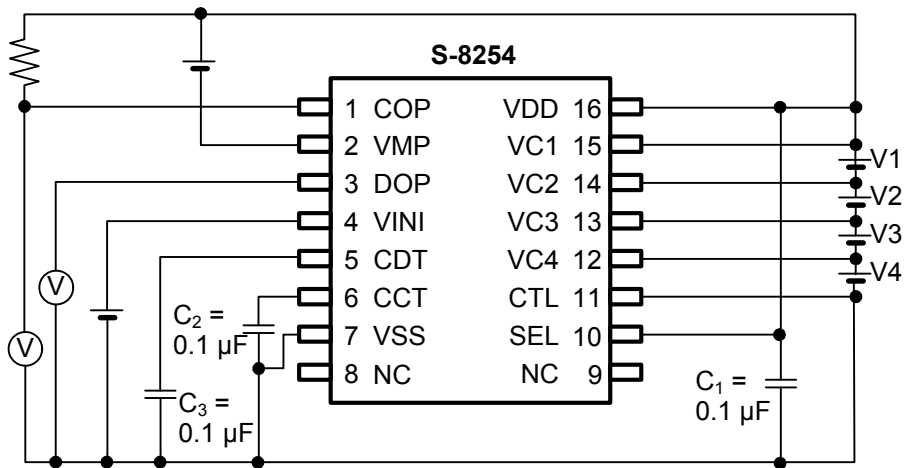 S-8254
1 COP VDD 16
2 VMP VC1 15
3 DOP VC2 14
4 VINI VC3 13
5 CDT VC4 12
6 CCT CTL 11
7 VSS SEL 10
8 NC NC 9
V1
V2
V3
V4
V
V
C₂ =
0.1 µF
C₃ =
0.1 µF
C₁ =
0.1 µF